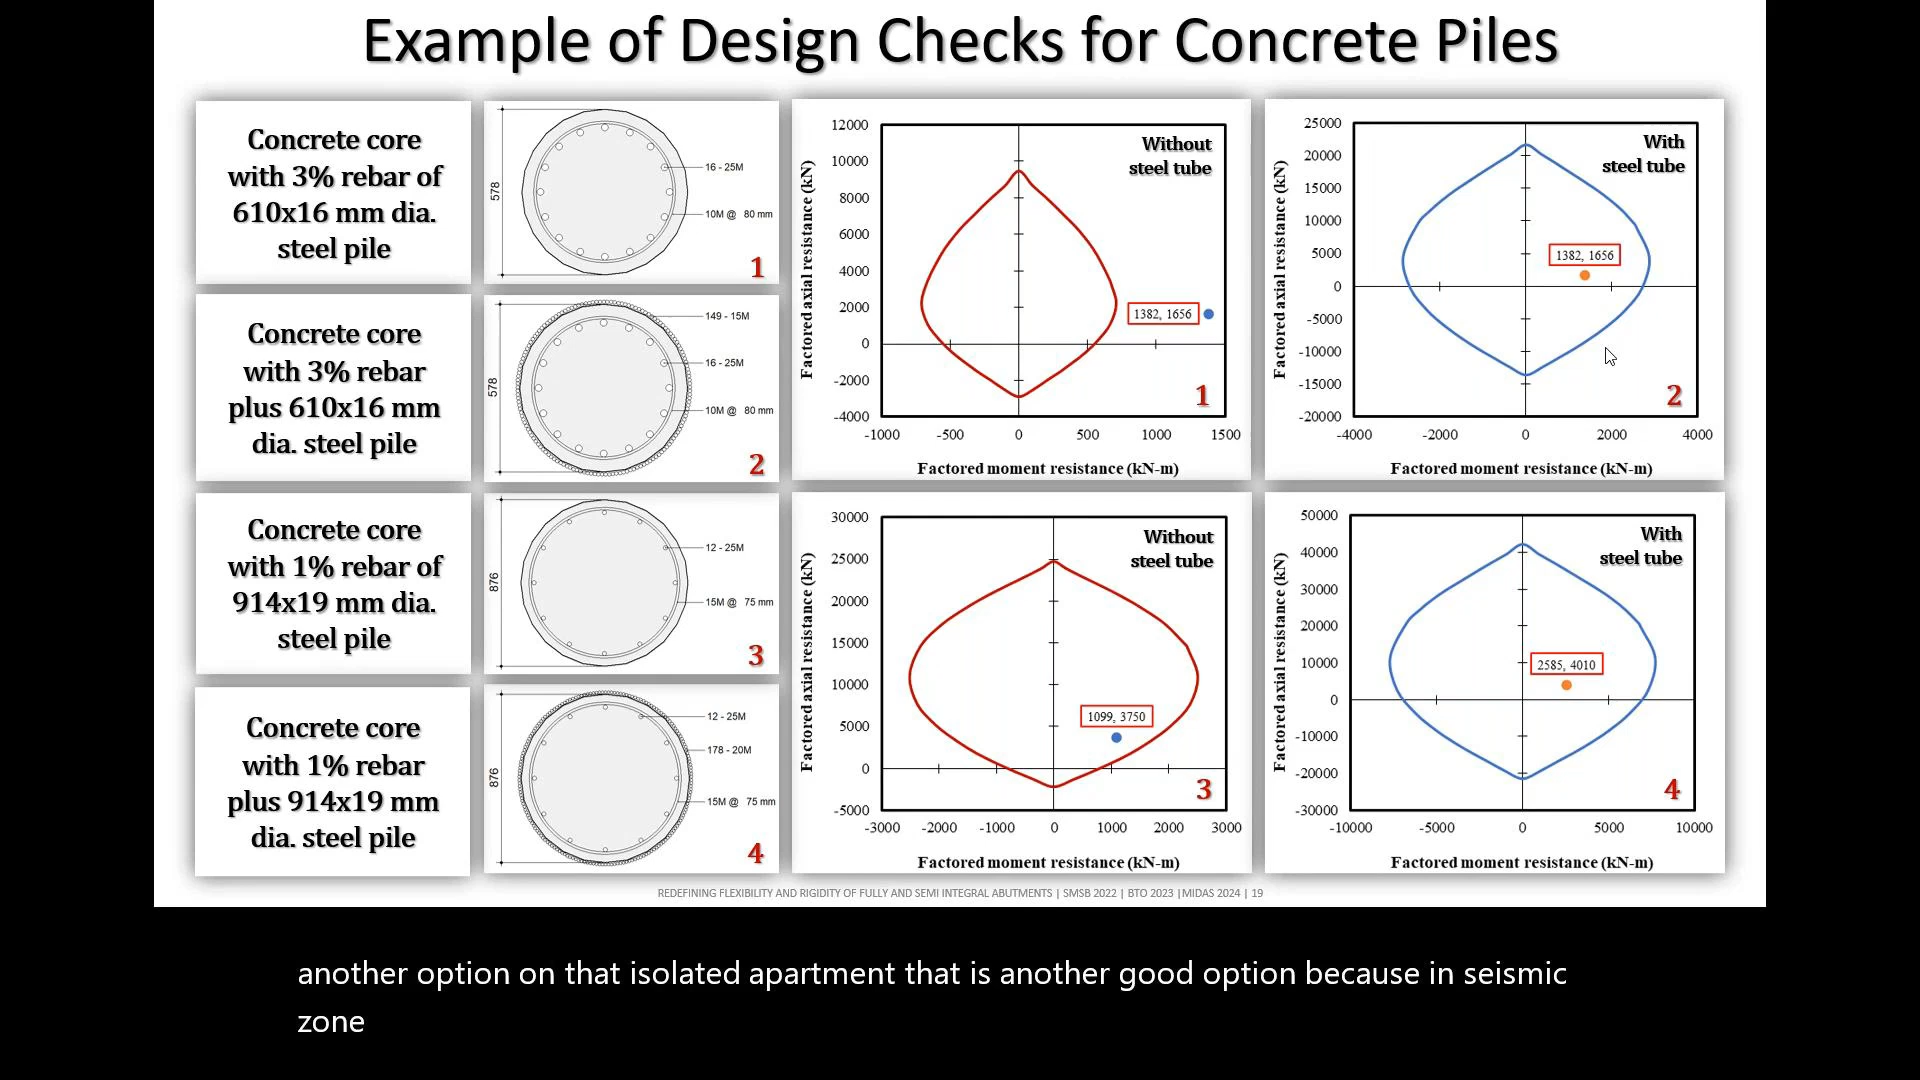 Example of Design Checks for Concrete Piles
Concrete core
with 3% rebar of
610x16 mm dia.
steel pile
578
16 - 25M
10M @ 80 mm
1
Concrete core
with 3% rebar
plus 610x16 mm
dia. steel pile
578
149 - 15M
16 - 25M
10M @ 80 mm
2
Concrete core
with 1% rebar of
914x19 mm dia.
steel pile
876
12 - 25M
15M @ 75 mm
3
Concrete core
with 1% rebar
plus 914x19 mm
dia. steel pile
876
12 - 25M
178 - 20M
15M @ 75 mm
4
Factored axial resistance (kN)
12000
10000
8000
6000
4000
2000
0
-2000
-4000
Without
steel tube
1382, 1656
1
-1000 -500 0 500 1000 1500
Factored moment resistance (kN-m)
Factored axial resistance (kN)
25000
20000
15000
10000
5000
0
-5000
-10000
-15000
-20000
With
steel tube
1382, 1656
2
-4000 -2000 0 2000 4000
Factored moment resistance (kN-m)
Factored axial resistance (kN)
30000
25000
20000
15000
10000
5000
0
-5000
Without
steel tube
1099, 3750
3
-3000 -2000 -1000 0 1000 2000 3000
Factored moment resistance (kN-m)
Factored axial resistance (kN)
50000
40000
30000
20000
10000
0
-10000
-20000
-30000
With
steel tube
2585, 4010
4
-10000 -5000 0 5000 10000
Factored moment resistance (kN-m)
REDEFINING FLEXIBILITY AND RIGIDITY OF FULLY AND SEMI INTEGRAL ABUTMENTS | SMSB 2022 | BTO 2023 |MIDAS 2024 | 19
another option on that isolated apartment that is another good option because in seismic
zone